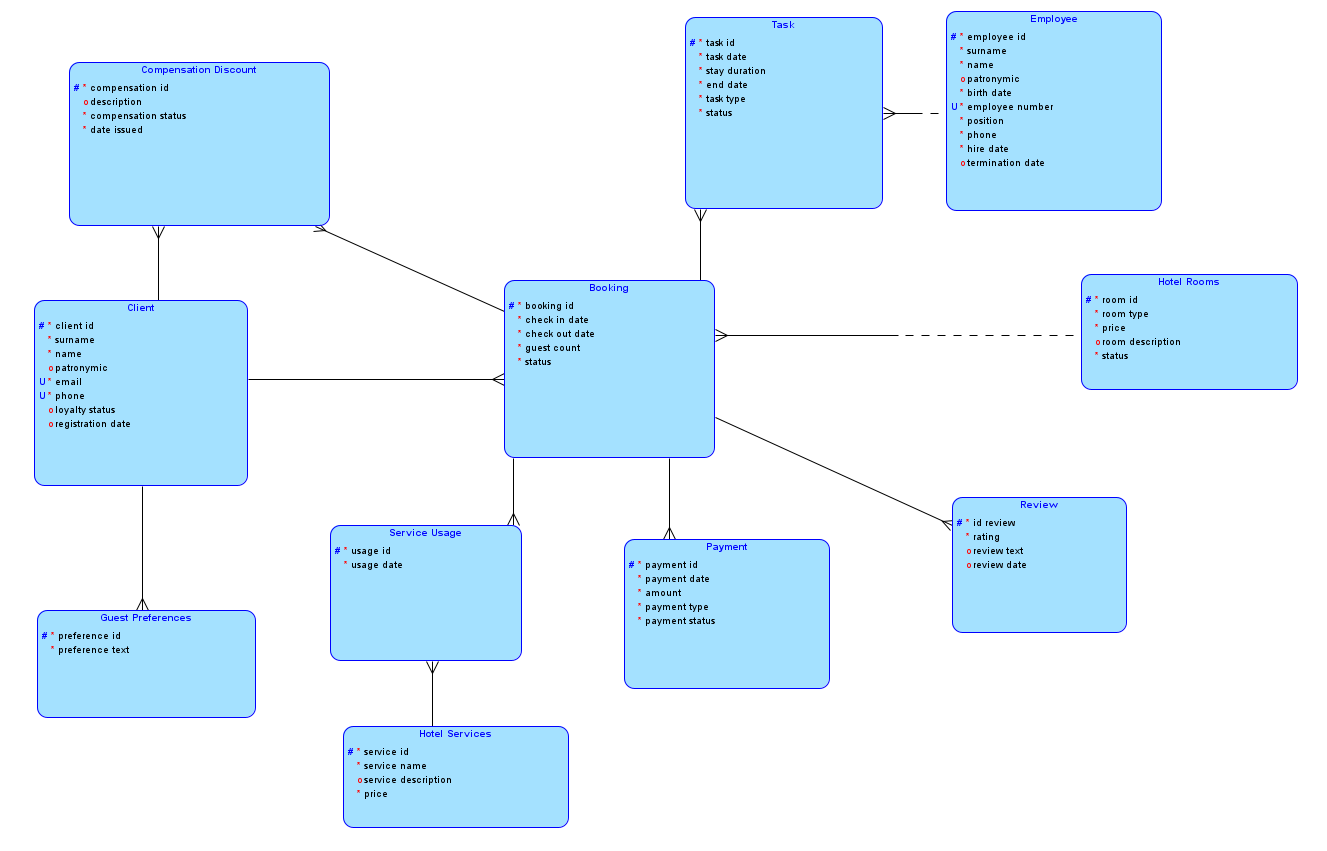 Task
# * task id
* task date
* stay duration
* end date
* task type
* status
Employee
# * employee id
* surname
* name
o patronymic
* birth date
U * employee number
* position
* phone
* hire date
o termination date
Compensation Discount
# * compensation id
o description
* compensation status
* date issued
Client
# * client id
* surname
* name
o patronymic
U * email
U * phone
o loyalty status
o registration date
Booking
# * booking id
* check in date
* check out date
* guest count
* status
Hotel Rooms
# * room id
* room type
* price
o room description
* status
Review
# * id review
* rating
o review text
o review date
Service Usage
# * usage id
* usage date
Payment
# * payment id
* payment date
* amount
* payment type
* payment status
Guest Preferences
# * preference id
* preference text
Hotel Services
# * service id
* service name
o service description
* price